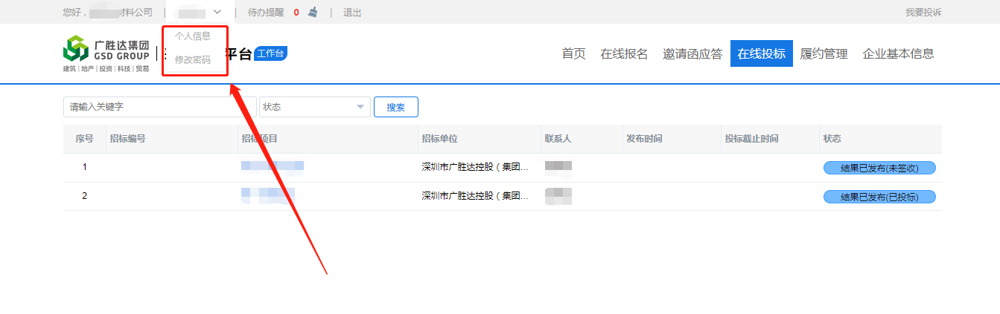 您好， 材料公司 | | 待办提醒 0 | 退出 我要投诉
个人信息
修改密码
广胜达集团
GSD GROUP
建筑 | 地产 | 投资 | 科技 | 贸易
平台 工作台
首页 在线报名 邀请函应答 在线投标 履约管理 企业基本信息
请输入关键字 状态 搜索
序号 招标编号 招标项目 招标单位 联系人 发布时间 投标截止时间 状态
1 深圳市广胜达控股（集团... 结果已发布(未签收)
2 深圳市广胜达控股（集团... 结果已发布(已投标)